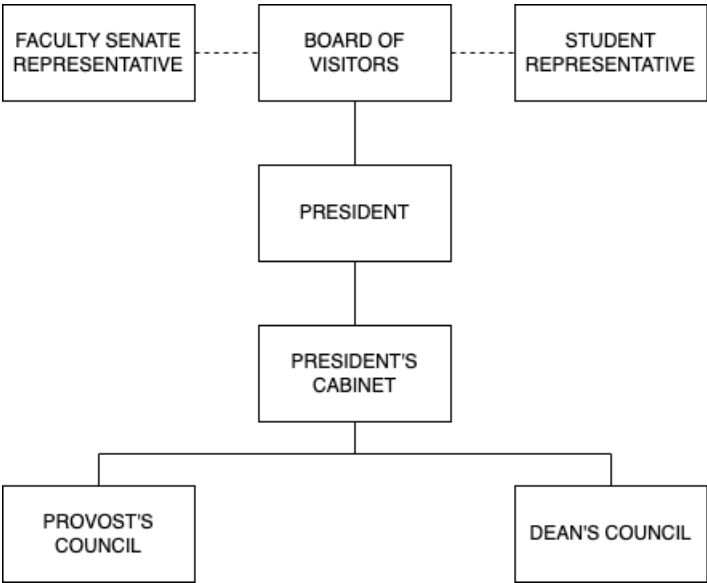 FACULTY SENATE
REPRESENTATIVE
BOARD OF
VISITORS
STUDENT
REPRESENTATIVE
PRESIDENT
PRESIDENT'S
CABINET
PROVOST'S
COUNCIL
DEAN'S COUNCIL